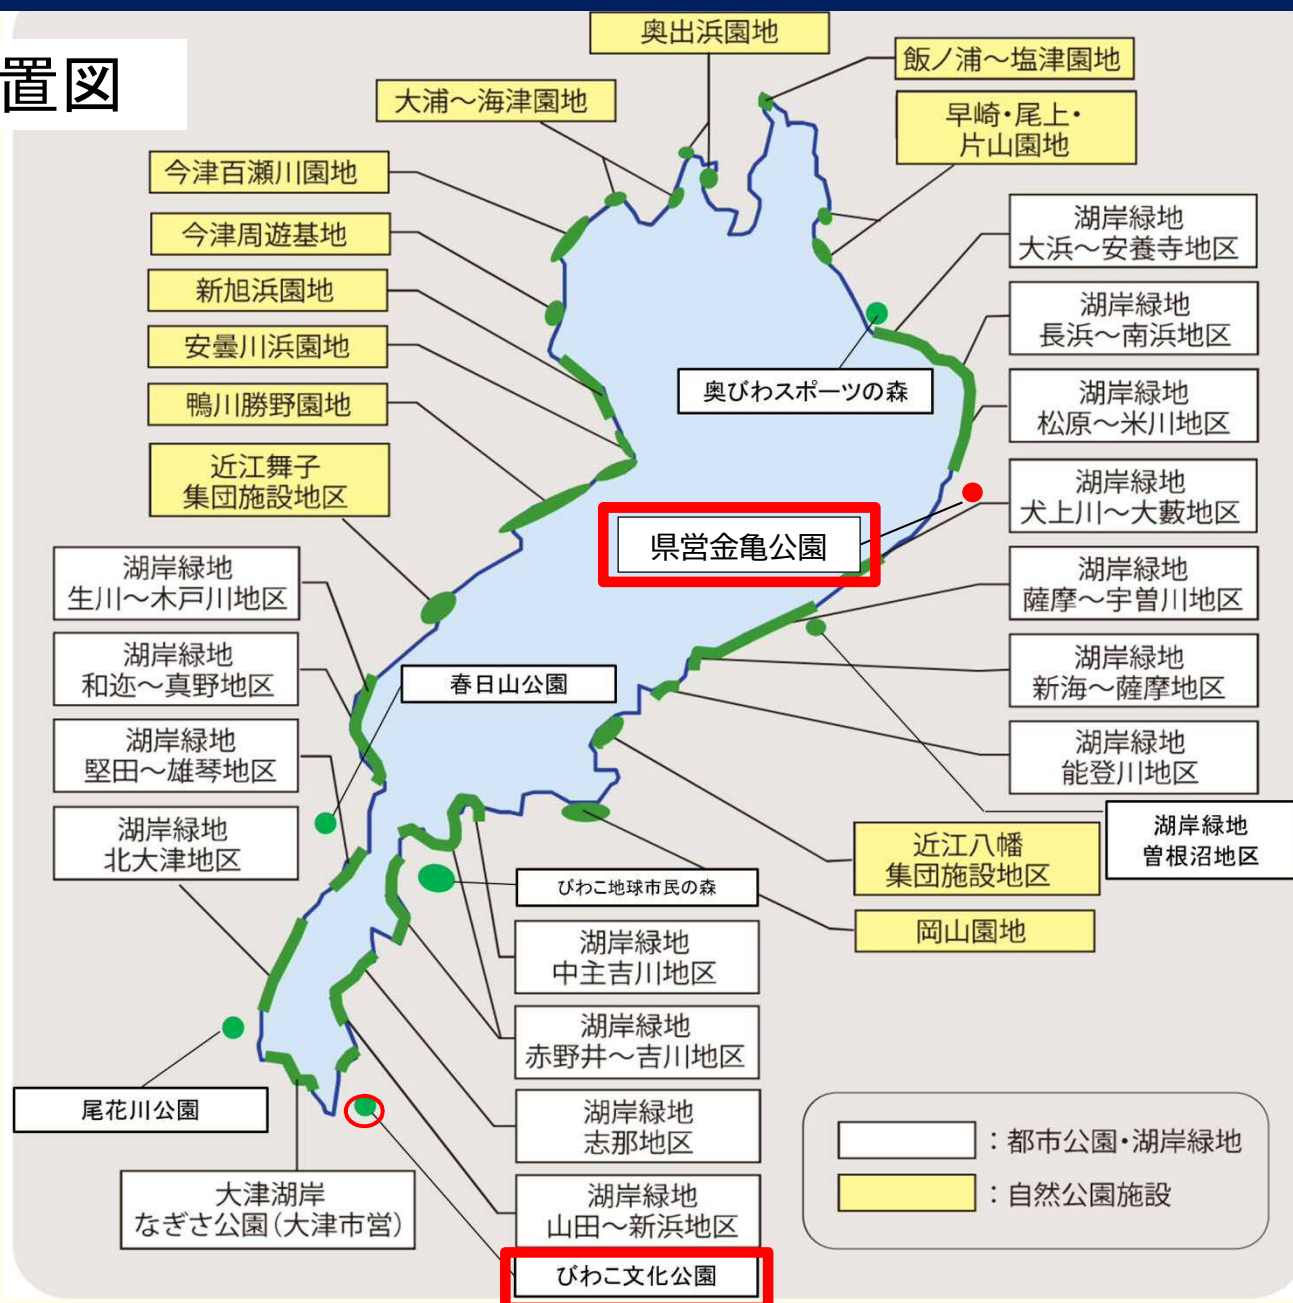 置図
奥出浜園地
飯ノ浦～塩津園地
大浦～海津園地
早崎・尾上・
片山園地
今津百瀬川園地
今津周遊基地
新旭浜園地
安曇川浜園地
鴨川勝野園地
近江舞子
集団施設地区
湖岸緑地
大浜～安養寺地区
湖岸緑地
長浜～南浜地区
奥びわスポーツの森
湖岸緑地
松原～米川地区
湖岸緑地
犬上川～大藪地区
県営金亀公園
湖岸緑地
薩摩～宇曽川地区
湖岸緑地
新海～薩摩地区
湖岸緑地
能登川地区
湖岸緑地
曽根沼地区
湖岸緑地
生川～木戸川地区
湖岸緑地
和迩～真野地区
春日山公園
湖岸緑地
堅田～雄琴地区
湖岸緑地
北大津地区
近江八幡
集団施設地区
岡山園地
びわこ地球市民の森
湖岸緑地
中主吉川地区
湖岸緑地
赤野井～吉川地区
尾花川公園
湖岸緑地
志那地区
大津湖岸
なぎさ公園(大津市営)
湖岸緑地
山田～新浜地区
びわこ文化公園
：都市公園・湖岸緑地
：自然公園施設